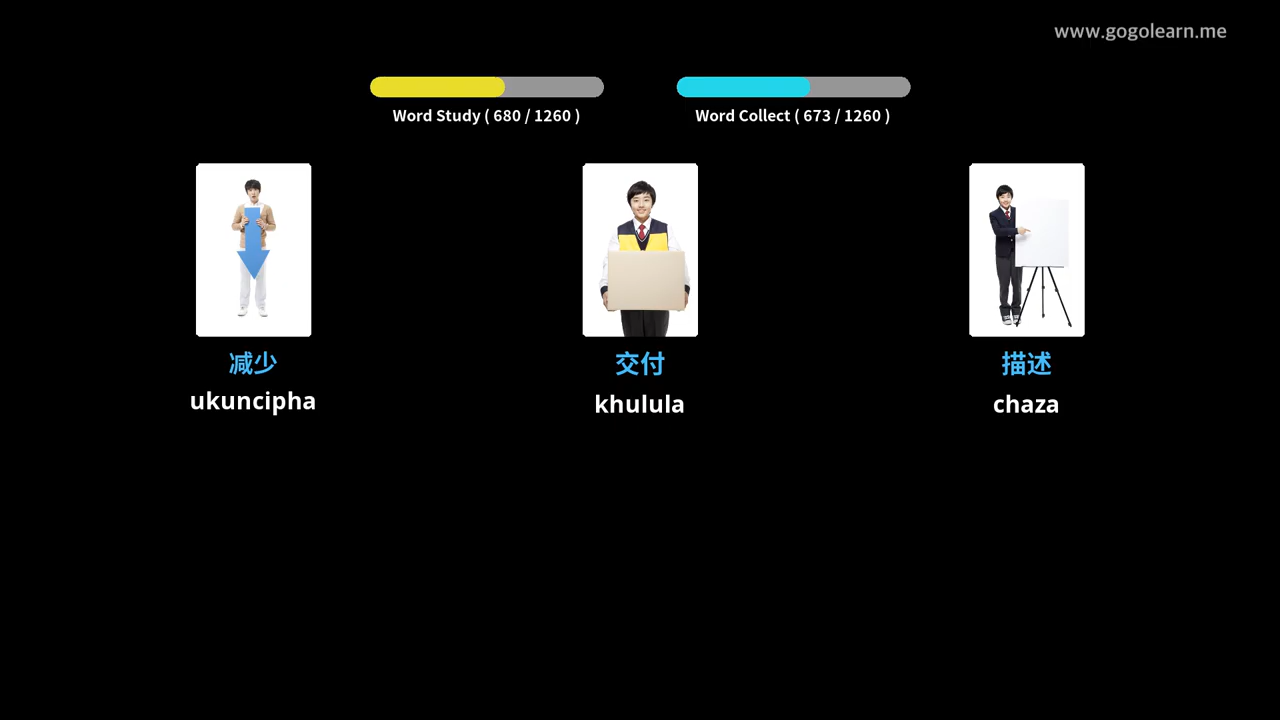 www.gogolearn.me
Word Study ( 680 / 1260 )
Word Collect ( 673 / 1260 )
减少
ukuncipha
交付
khulula
描述
chaza